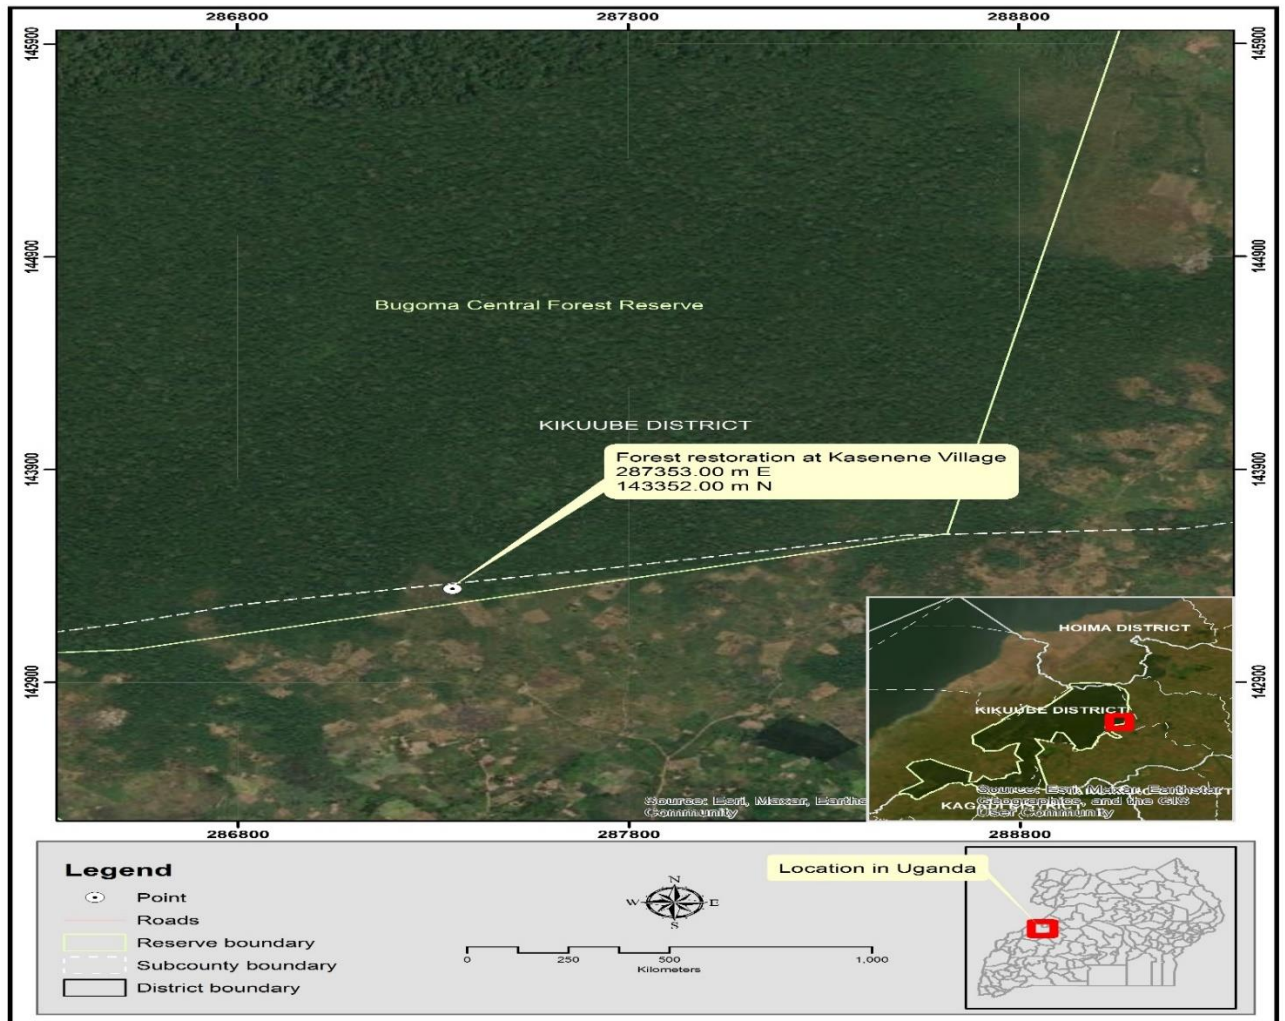 286800 287800 288800
145900 145900
144900 144900
Bugoma Central Forest Reserve
KIKUUBE DISTRICT
Forest restoration at Kasenene Village
287353.00 m E
143352.00 m N
143900 143900
142900 142900
HOIMA DISTRICT
KIKUUBE DISTRICT
KAGADI DISTRICT
Source: Esri, Maxar, Earthstar
Geographics, and the GIS
User Community
Source: Esri, Maxar, Earths
Community
286800 287800 288800
Legend
Point
Roads
Reserve boundary
Subcounty boundary
District boundary
N
W E
S
0 250 500 1,000
Kilometers
Location in Uganda